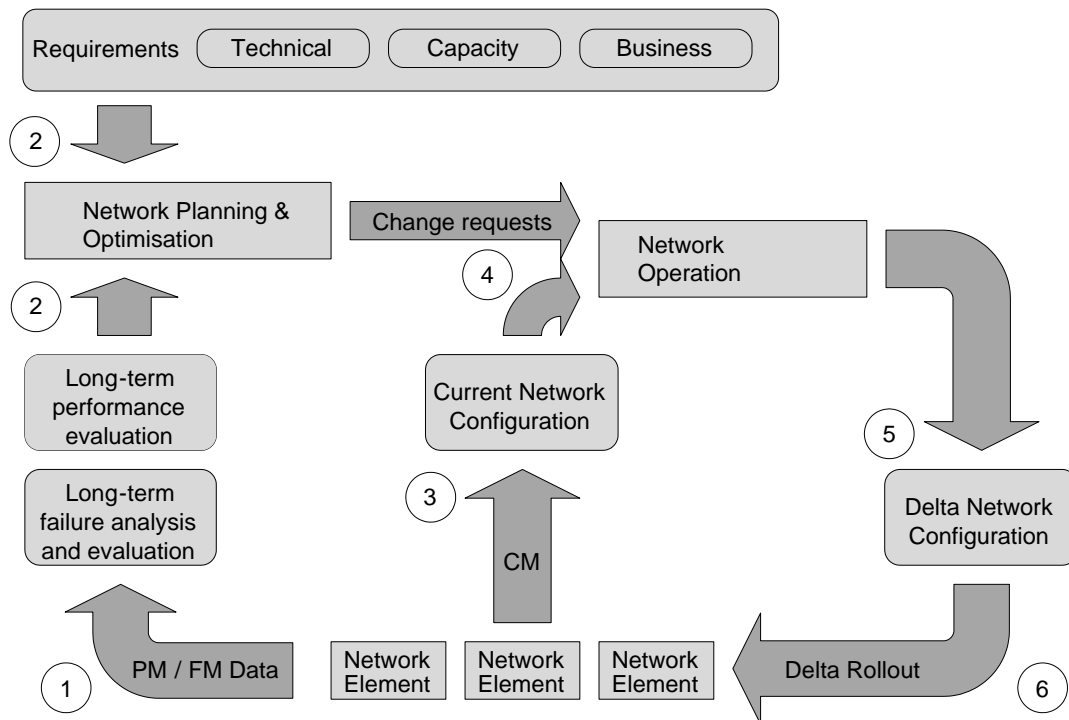 Requirements Technical Capacity Business
2
Network Planning &
Optimisation
Change requests
Network
Operation
4
2
Long-term
performance
evaluation
Current Network
Configuration
5
Long-term
failure analysis
and evaluation
3
Delta Network
Configuration
CM
PM / FM Data
Network
Element
Network
Element
Network
Element
Delta Rollout
1
6